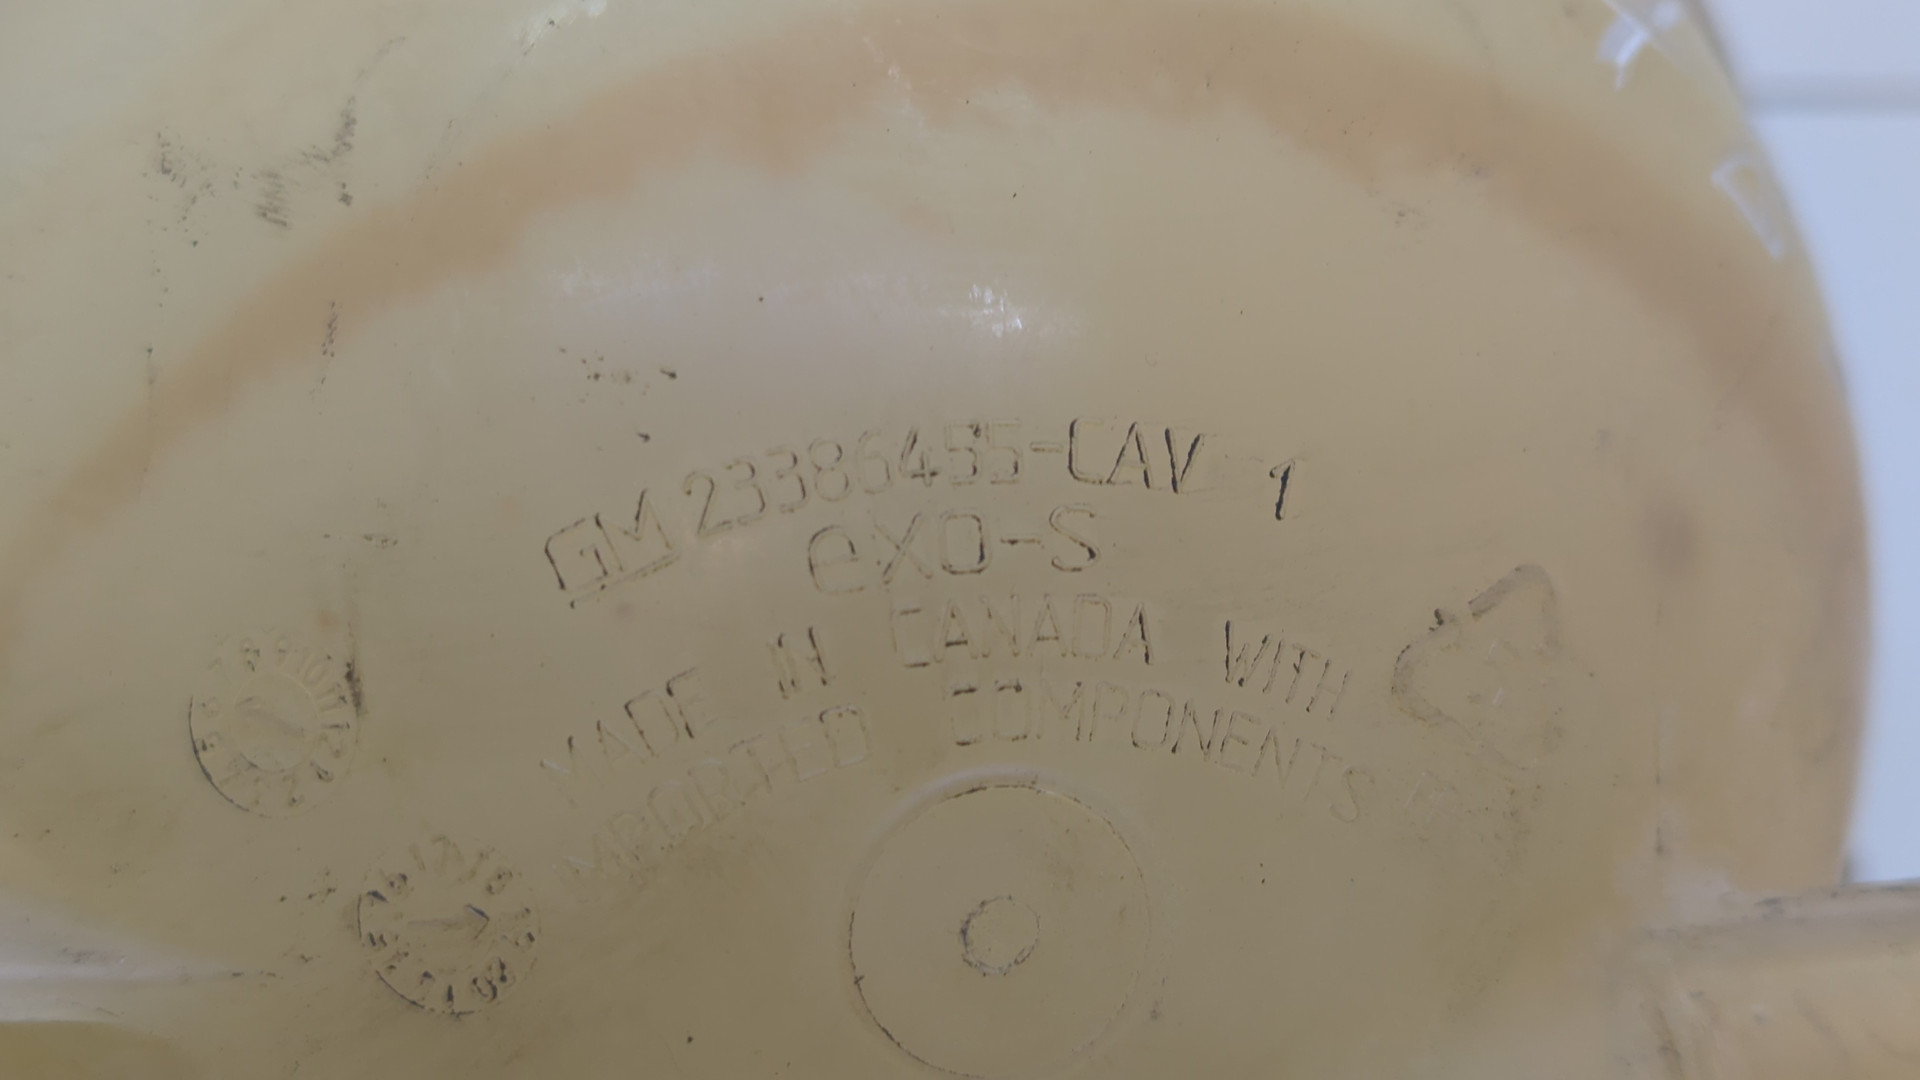 GM 23386455-CAV 1
exo-s
MADE IN CANADA WITH
IMPORTED COMPONENTS